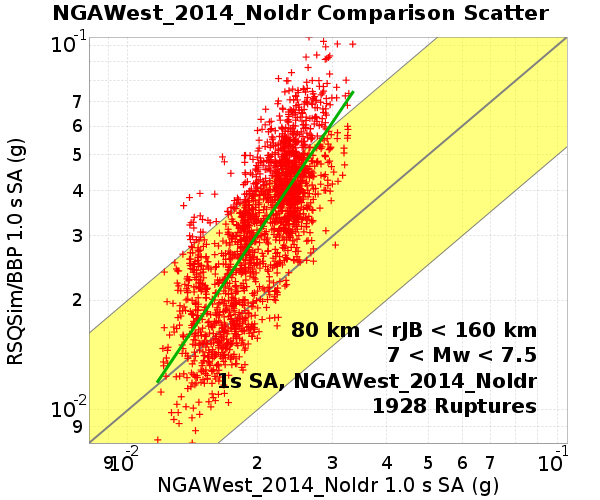 NGAWest_2014_NoIdr Comparison Scatter
10-1
7
6
5
4
3
2
10-2
9
RSQSim/BBP 1.0 s SA (g)
80 km < rJB < 160 km
7 < Mw < 7.5
1s SA, NGAWest_2014_NoIdr
1928 Ruptures
9 10-2 2 3 4 5 6 7 10-1
NGAWest_2014_NoIdr 1.0 s SA (g)